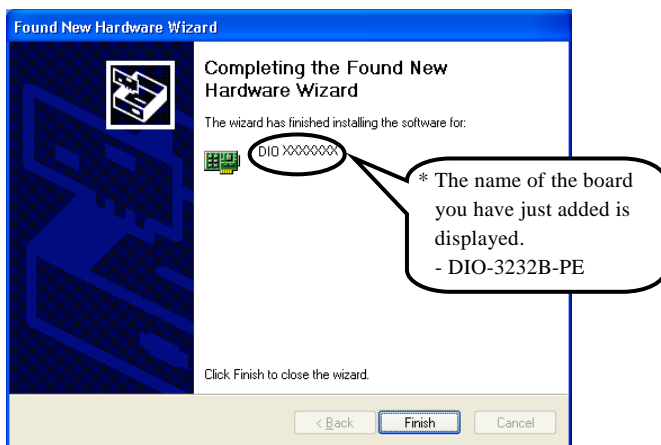 Found New Hardware Wizard
Completing the Found New
Hardware Wizard
The wizard has finished installing the software for:
DIO XXXXXXX
* The name of the board
you have just added is
displayed.
- DIO-3232B-PE
Click Finish to close the wizard.
< Back
Finish
Cancel